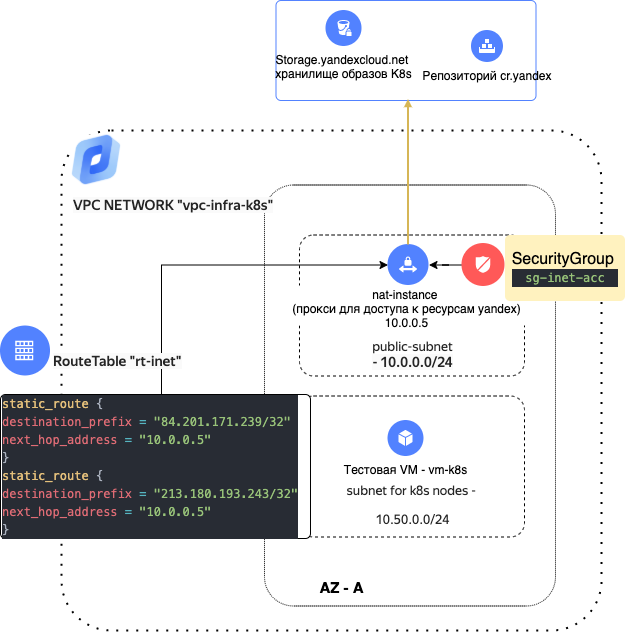 Storage.yandexcloud.net
хранилище образов K8s
Репозиторий cr.yandex
VPC NETWORK "vpc-infra-k8s"
SecurityGroup
sg-inet-acc
nat-instance
(прокси для доступа к ресурсам yandex)
10.0.0.5
public-subnet
- 10.0.0.0/24
RouteTable "rt-inet"
static_route {
destination_prefix = "84.201.171.239/32"
next_hop_address = "10.0.0.5"
}
static_route {
destination_prefix = "213.180.193.243/32"
next_hop_address = "10.0.0.5"
}
Тестовая VM - vm-k8s
subnet for k8s nodes -
10.50.0.0/24
AZ - A